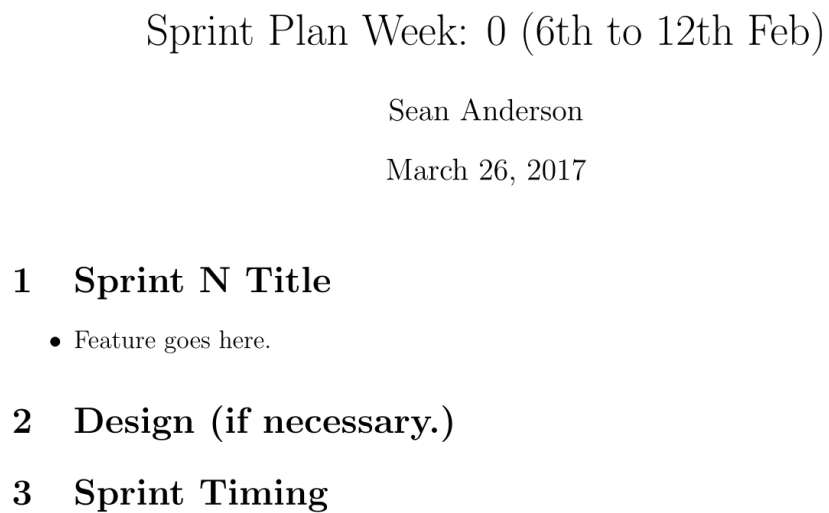 Sprint Plan Week: 0 (6th to 12th Feb)
Sean Anderson
March 26, 2017
1 Sprint N Title
• Feature goes here.
2 Design (if necessary.)
3 Sprint Timing